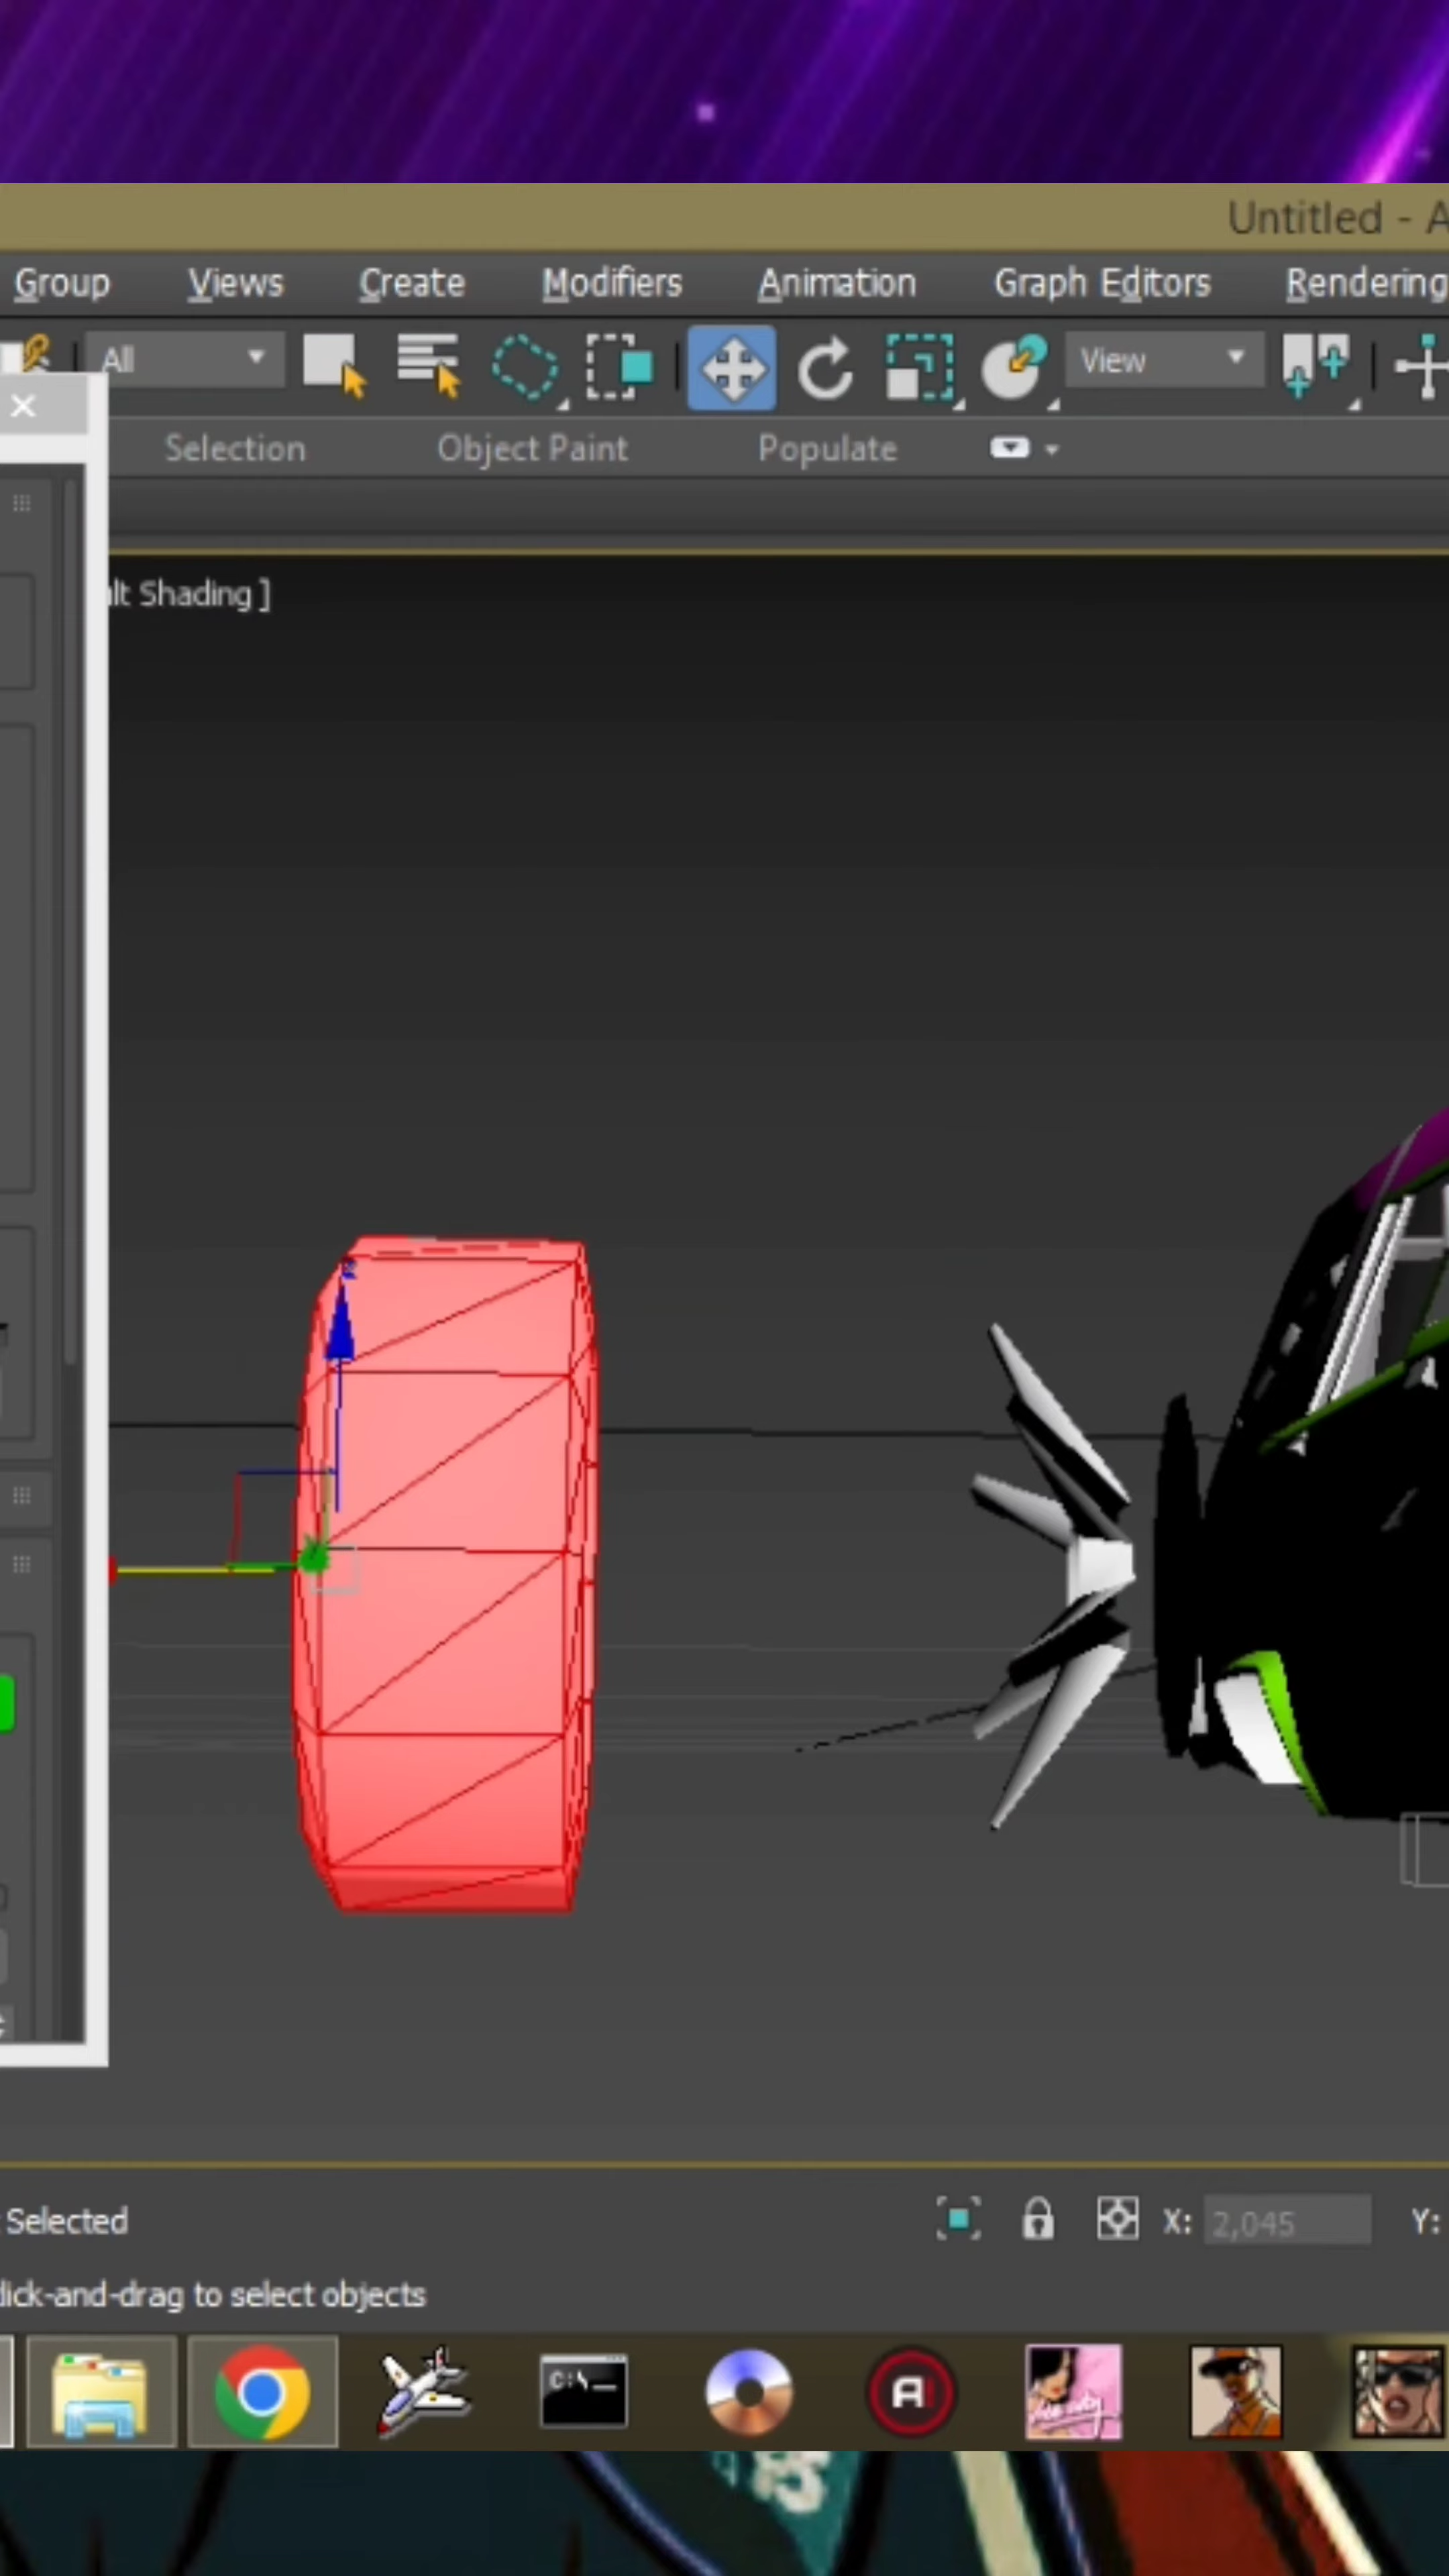 Untitled - A
Group Views Create Modifiers Animation Graph Editors Rendering
All View
Selection Object Paint Populate
ult Shading ]
z
Selected X: 2,045 Y:
lick-and-drag to select objects
C:\